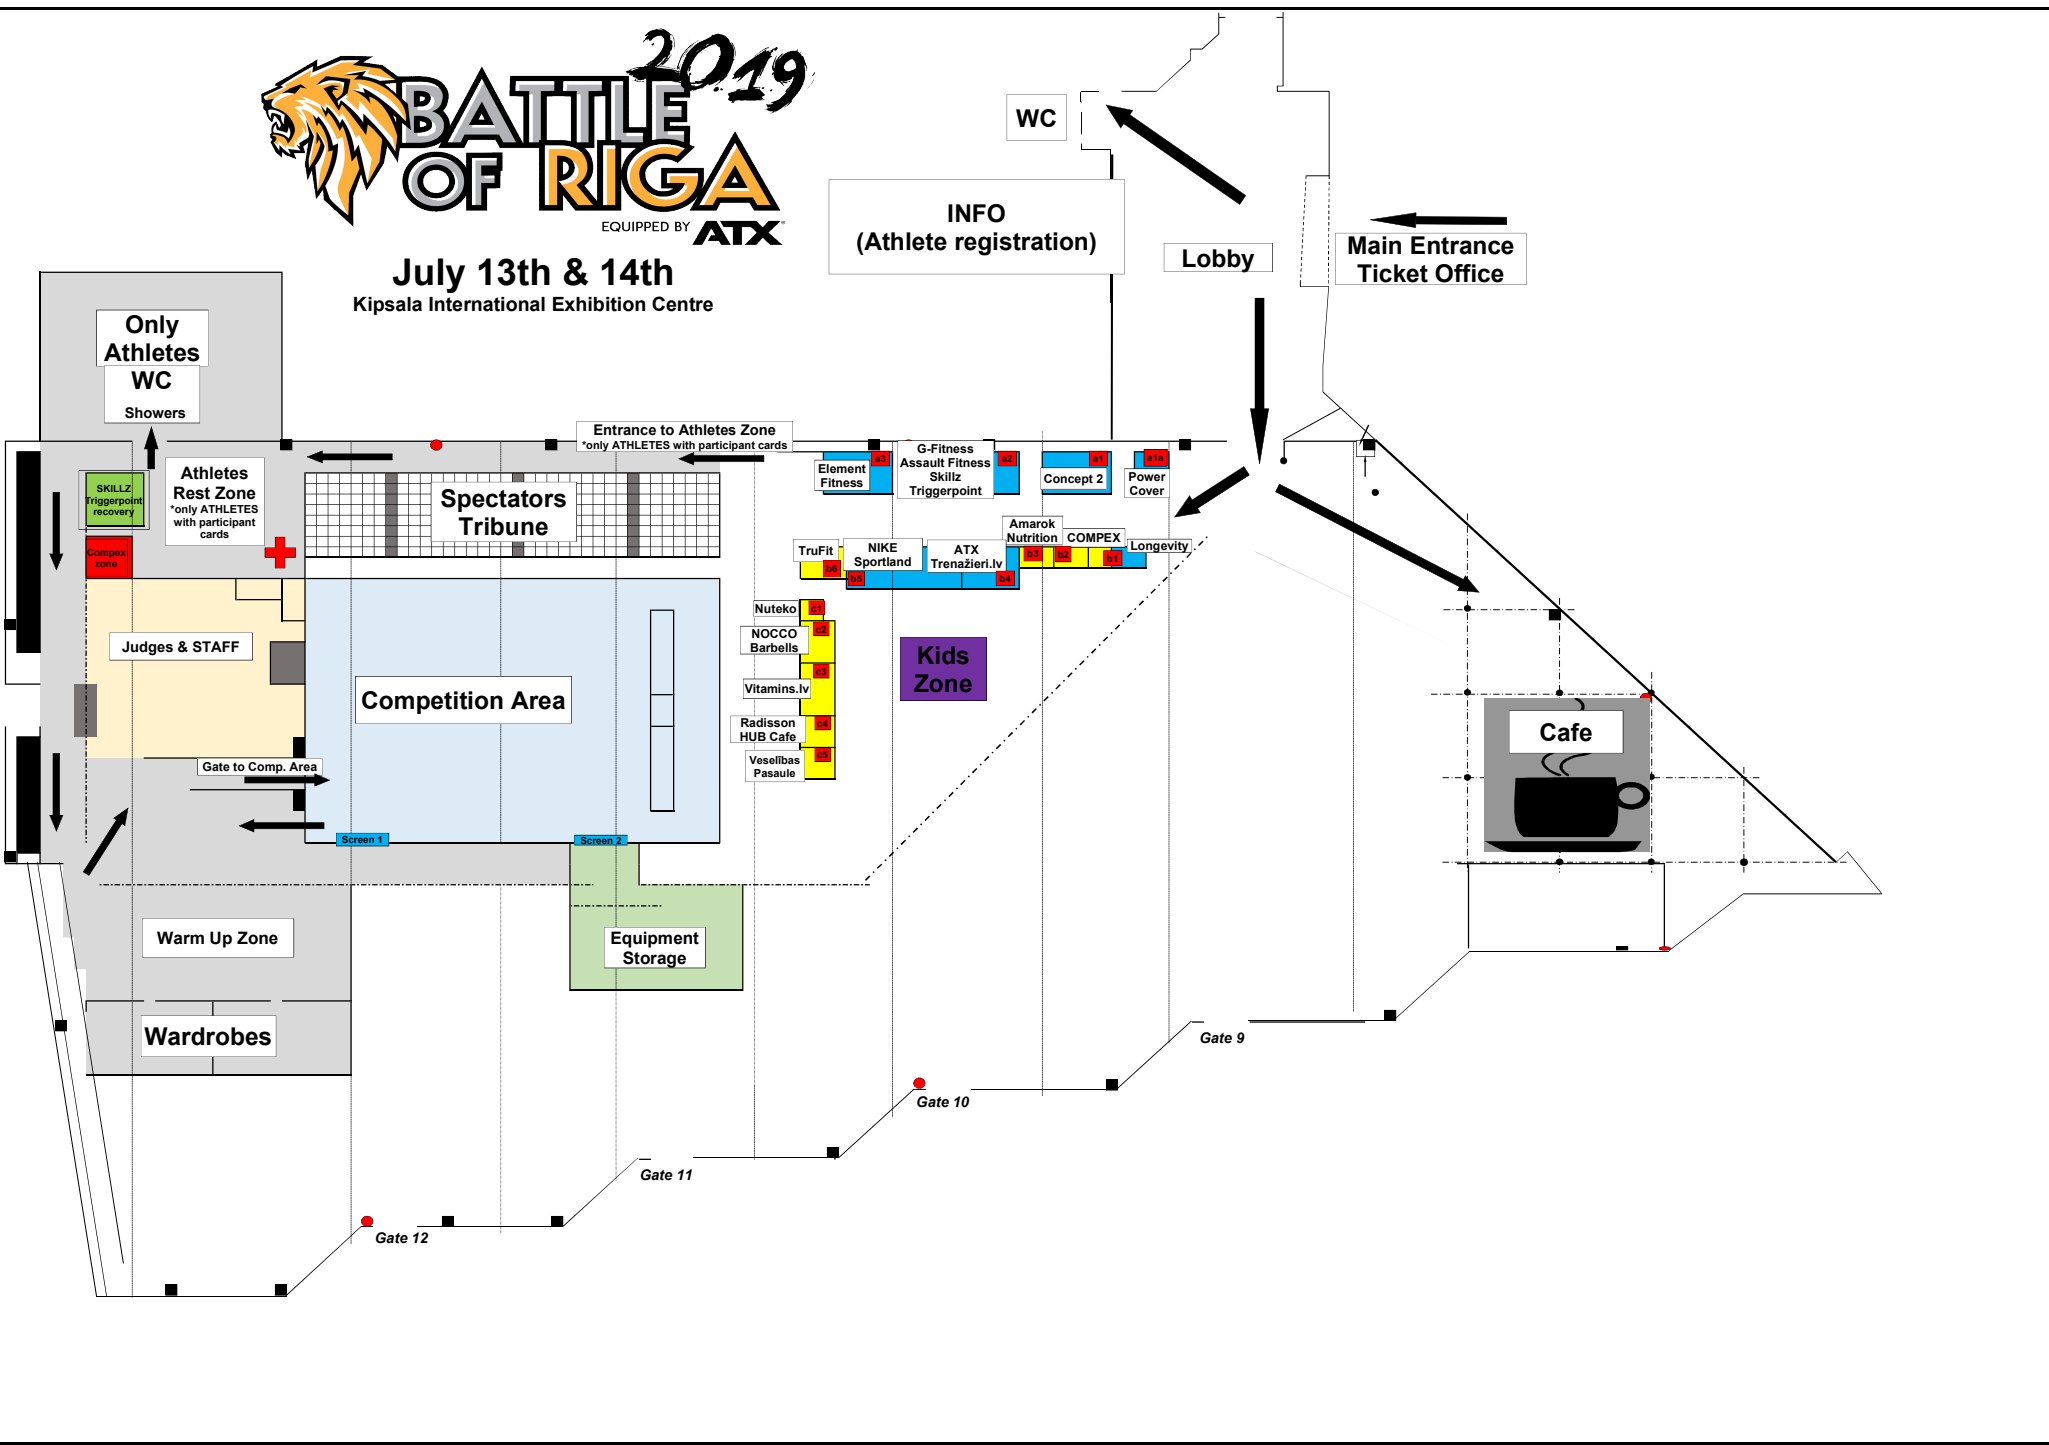 2019
BATTLE
OF RIGA
EQUIPPED BY ATX
July 13th & 14th
Kipsala International Exhibition Centre
WC
INFO
(Athlete registration)
Lobby
Main Entrance
Ticket Office
Only
Athletes
WC
Showers
Entrance to Athletes Zone
*only ATHLETES with participant cards
SKILLZ
Triggerpoint
recovery
Compex
zone
Athletes
Rest Zone
*only ATHLETES
with participant
cards
Spectators
Tribune
Element
Fitness
a3
G-Fitness
Assault Fitness
Skillz
Triggerpoint
a2
Concept 2
a1
Power
Cover
a1a
TruFit
b6
NIKE
Sportland
b5
ATX
Trenažieri.lv
b4
Amarok
Nutrition
b3
COMPEX
b2
Longevity
b1
Nuteko
c1
NOCCO
Barbells
c2
Vitamins.lv
c3
Radisson
HUB Cafe
c4
Veselības
Pasaule
c5
Kids
Zone
Judges & STAFF
Competition Area
Gate to Comp. Area
Screen 1
Screen 2
Cafe
Warm Up Zone
Equipment
Storage
Wardrobes
Gate 9
Gate 10
Gate 11
Gate 12